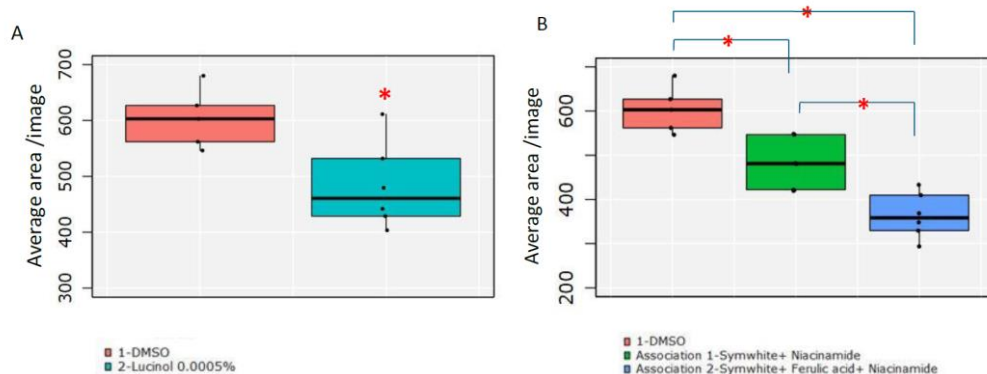 A
Average area /image
700
600
500
400
300
*
1-DMSO
2-Lucinol 0.0005%
B
Average area /image
600
400
200
*
*
*
1-DMSO
Association 1-Symwhite+ Niacinamide
Association 2-Symwhite+ Ferulic acid+ Niacinamide